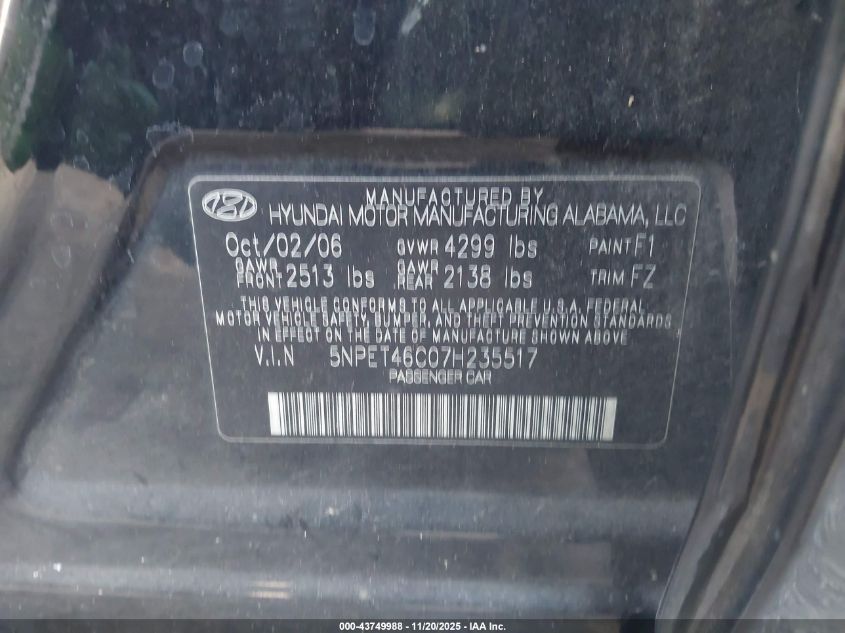 MANUFACTURED BY
HYUNDAI MOTOR MANUFACTURING ALABAMA, LLC
Oct/02/06 GVWR 4299 lbs PAINT F1
GAWR FRONT 2513 lbs GAWR REAR 2138 lbs TRIM FZ
THIS VEHICLE CONFORMS TO ALL APPLICABLE U.S.A. FEDERAL
MOTOR VEHICLE SAFETY, BUMPER, AND THEFT PREVENTION STANDARDS
IN EFFECT ON THE DATE OF MANUFACTURE SHOWN ABOVE
V.I.N 5NPET46C07H235517
PASSENGER CAR
000-43749988 - 11/20/2025 - IAA Inc.